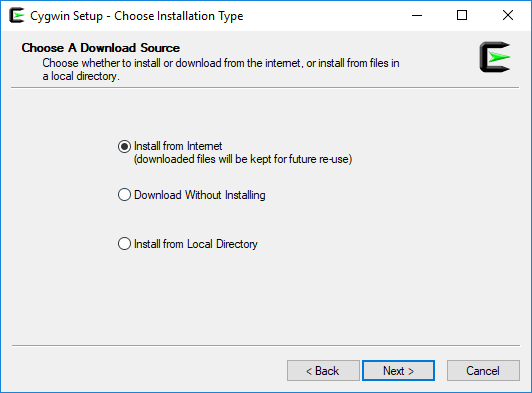 Cygwin Setup - Choose Installation Type
Choose A Download Source
Choose whether to install or download from the internet, or install from files in
a local directory.
Install from Internet
(downloaded files will be kept for future re-use)
Download Without Installing
Install from Local Directory
< Back
Next >
Cancel